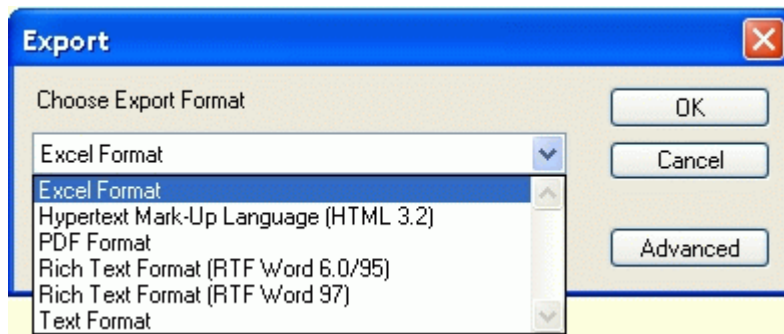 Export
Choose Export Format
OK
Excel Format
Cancel
Excel Format
Hypertext Mark-Up Language (HTML 3.2)
PDF Format
Advanced
Rich Text Format (RTF Word 6.0/95)
Rich Text Format (RTF Word 97)
Text Format